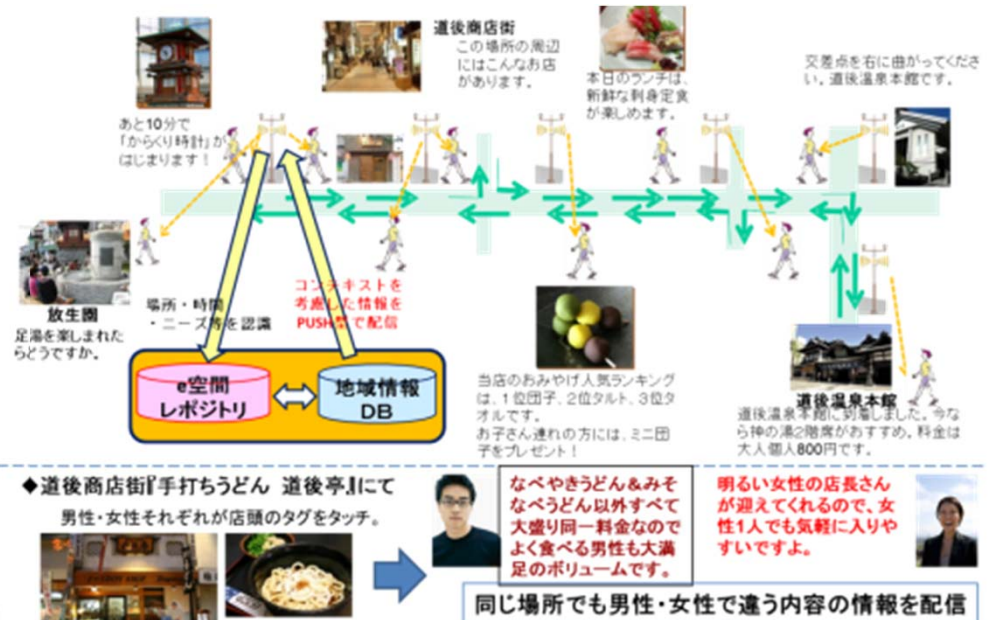 道後商店街
この場所の周辺
にはこんなお店
があります。
本日のランチは、
新鮮な刺身定食
が楽しめます。
交差点を右に曲がってくださ
い。道後温泉本館です。
あと10分で
「からくり時計」が
はじまります！
放生園
足湯を楽しまれた
らどうですか。
場所・時間
・ニーズ等を認識
コンテキストを
考慮した情報を
PUSH型で配信
e空間
レポジトリ
地域情報
DB
当店のおみやげ人気ランキング
は、1位団子、2位タルト、3位タ
オルです。
お子さん連れの方には、ミニ団
子をプレゼント！
道後温泉本館
道後温泉本館に到着しました。今な
ら神の湯2階席がおすすめ。料金は
大人個人800円です。
◆道後商店街『手打ちうどん 道後亭』にて
男性・女性それぞれが店頭のタグをタッチ。
なべやきうどん＆みそ
なべうどん以外すべて
大盛り同一料金なので
よく食べる男性も大満
足のボリュームです。
明るい女性の店長さん
が迎えてくれるので、女
性1人でも気軽に入りや
すいですよ。
同じ場所でも男性・女性で違う内容の情報を配信